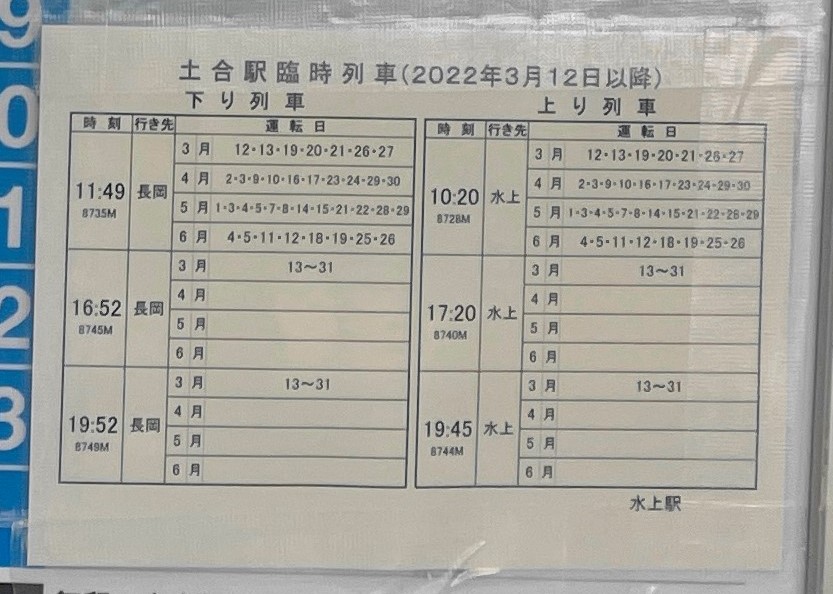 9
0
1
2
3
土合駅臨時列車(2022年3月12日以降)
下り列車
時刻 行き先 運転日
11:49 8735M 長岡
3月 12・13・19・20・21・26・27
4月 2・3・9・10・16・17・23・24・29・30
5月 1・3・4・5・7・8・14・15・21・22・28・29
6月 4・5・11・12・18・19・25・26
16:52 8745M 長岡
3月 13～31
4月
5月
6月
19:52 8749M 長岡
3月 13～31
4月
5月
6月
上り列車
時刻 行き先 運転日
10:20 8728M 水上
3月 12・13・19・20・21・26・27
4月 2・3・9・10・16・17・23・24・29・30
5月 1・3・4・5・7・8・14・15・21・22・28・29
6月 4・5・11・12・18・19・25・26
17:20 8740M 水上
3月 13～31
4月
5月
6月
19:45 8744M 水上
3月 13～31
4月
5月
6月
水上駅